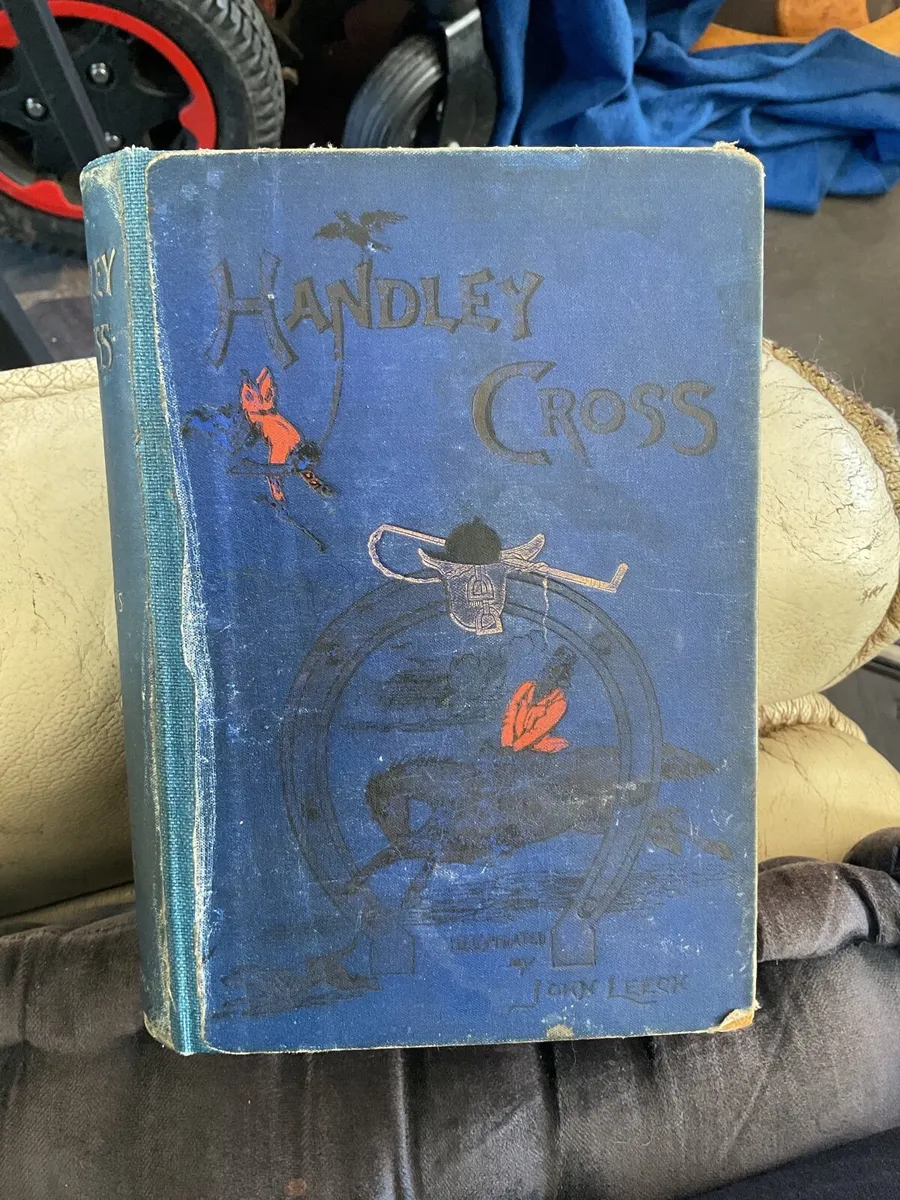 HANDLEY
CROSS
ILLUSTRATED
BY
JOHN LEECH